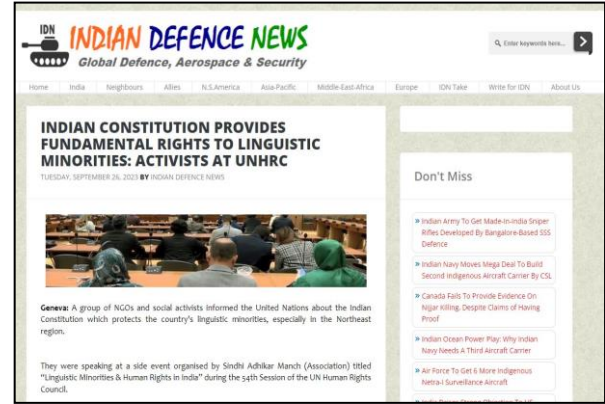 IDN INDIAN DEFENCE NEWS
Global Defence, Aerospace & Security
Enter keywords here...
Home India Neighbours Allies N.S.America Asia-Pacific Middle-East-Africa Europe IDN Take Write for IDN About Us
INDIAN CONSTITUTION PROVIDES
FUNDAMENTAL RIGHTS TO LINGUISTIC
MINORITIES: ACTIVISTS AT UNHRC
TUESDAY, SEPTEMBER 26, 2023 BY INDIAN DEFENCE NEWS
Geneva: A group of NGOs and social activists informed the United Nations about the Indian
Constitution which protects the country's linguistic minorities, especially in the Northeast
region.
They were speaking at a side event organised by Sindhi Adhikar Manch (Association) titled
"Linguistic Minorities & Human Rights in India" during the 54th Session of the UN Human Rights
Council.
Don't Miss
» Indian Army To Get Made-In-India Sniper
Rifles Developed By Bangalore-Based SSS
Defence
» Indian Navy Moves Mega Deal To Build
Second Indigenous Aircraft Carrier By CSL
» Canada Fails To Provide Evidence On
Nijjar Killing, Despite Claims of Having
Proof
» Indian Ocean Power Play: Why Indian
Navy Needs A Third Aircraft Carrier
» Air Force To Get 6 More Indigenous
Netra-I Surveillance Aircraft